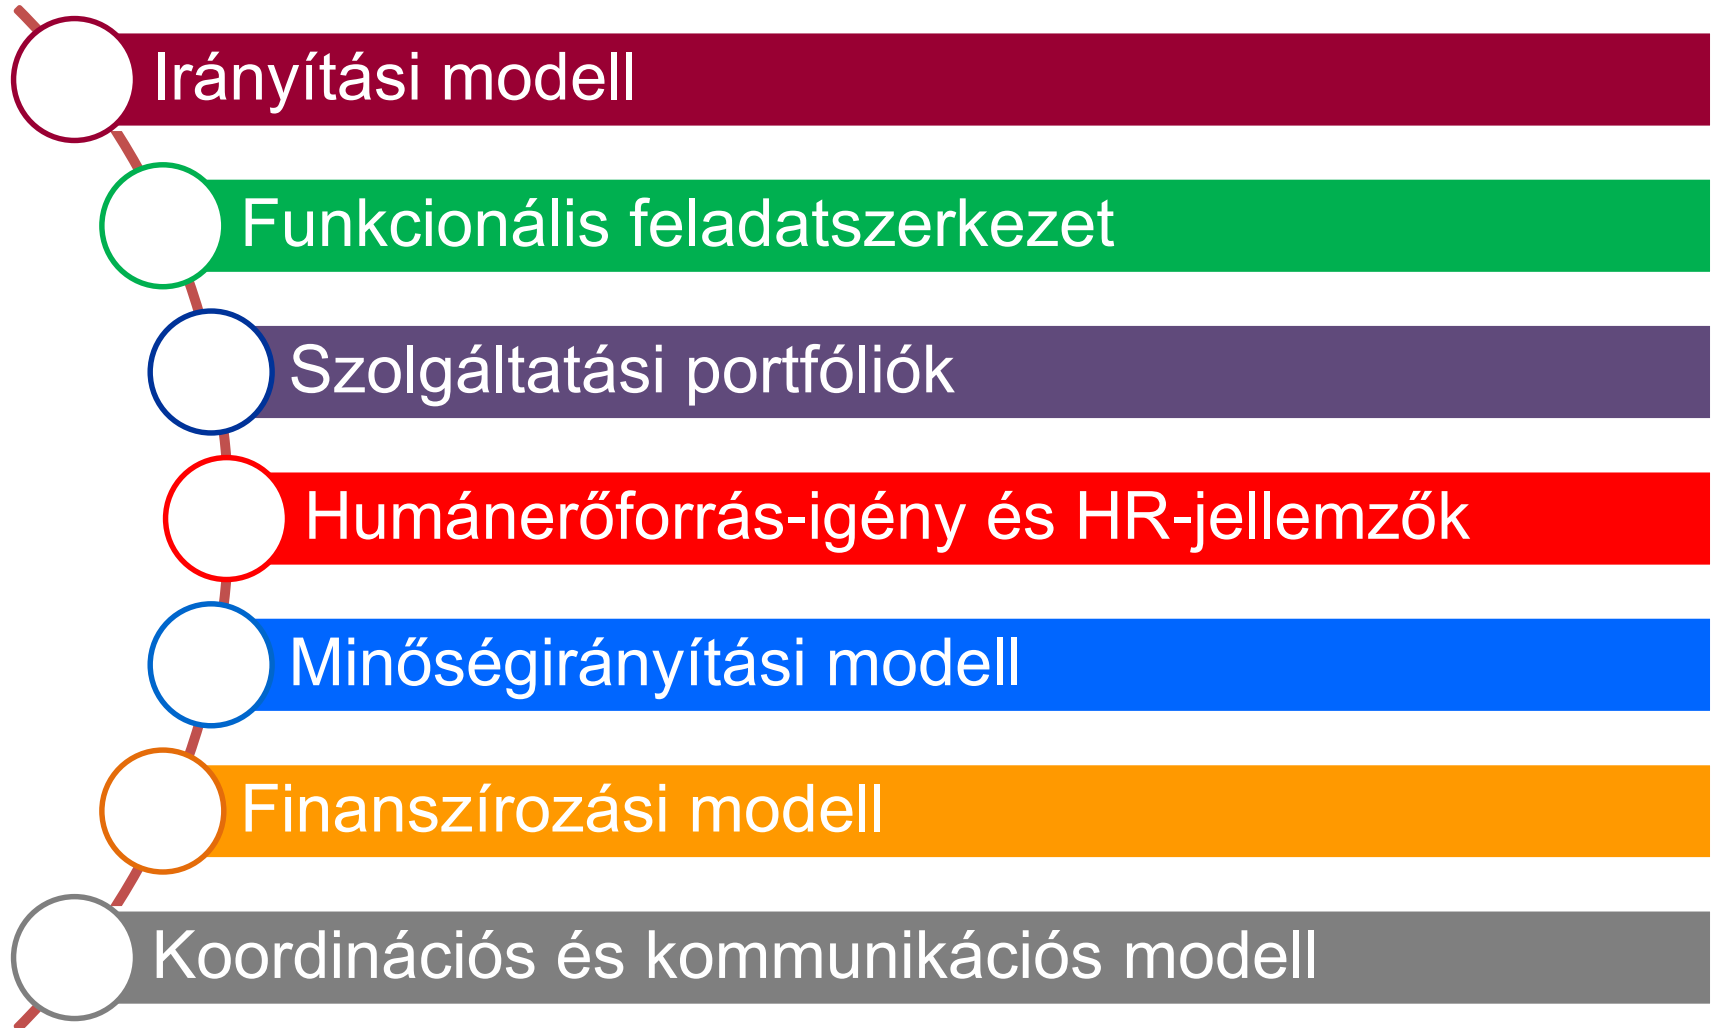 Irányítási modell
Funkcionális feladatszerkezet
Szolgáltatási portfóliók
Humánerőforrás-igény és HR-jellemzők
Minőségirányítási modell
Finanszírozási modell
Koordinációs és kommunikációs modell